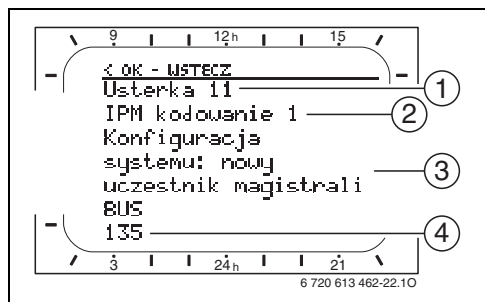 9 12h 15
< OK - WSTECZ
Usterka 11
1
IPM kodowanie 1
2
Konfiguracja
systemu: nowy
uczestnik magistrali
3
BUS
135
4
3 24h 21
6 720 613 462-22.1O